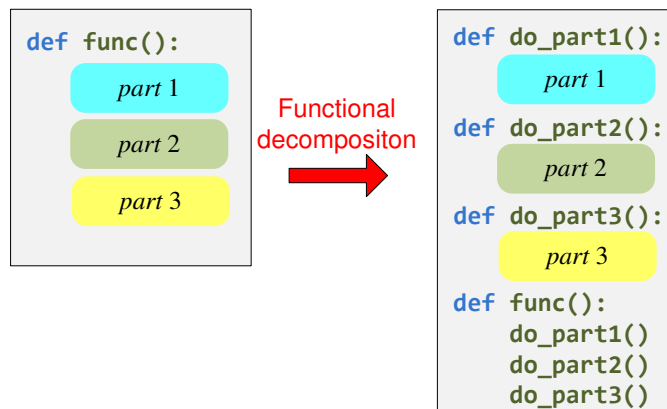 def func():
part 1
part 2
part 3
Functional
decompositon
def do_part1():
part 1
def do_part2():
part 2
def do_part3():
part 3
def func():
do_part1()
do_part2()
do_part3()